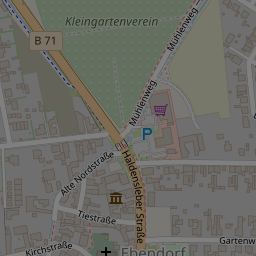 Kleingartenverein
B 71
Mühlenweg
Mühlenweg
P
Alte Nordstraße
Haldensleber Straße
Tiestraße
Kirchstraße
Ebendorf
Gartenw